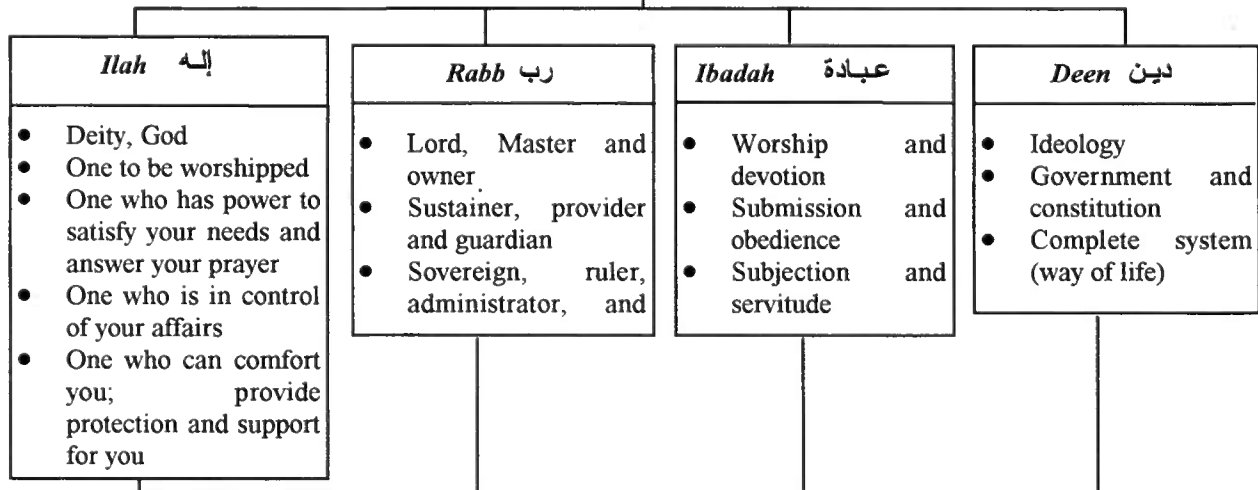 Ilah إله
• Deity, God
• One to be worshipped
• One who has power to
satisfy your needs and
answer your prayer
• One who is in control
of your affairs
• One who can comfort
you; provide
protection and support
for you
Rabb رب
• Lord, Master and
owner
• Sustainer, provider
and guardian
• Sovereign, ruler,
administrator, and
Ibadah عبادة
• Worship and
devotion
• Submission and
obedience
• Subjection and
servitude
Deen دين
• Ideology
• Government and
constitution
• Complete system
(way of life)